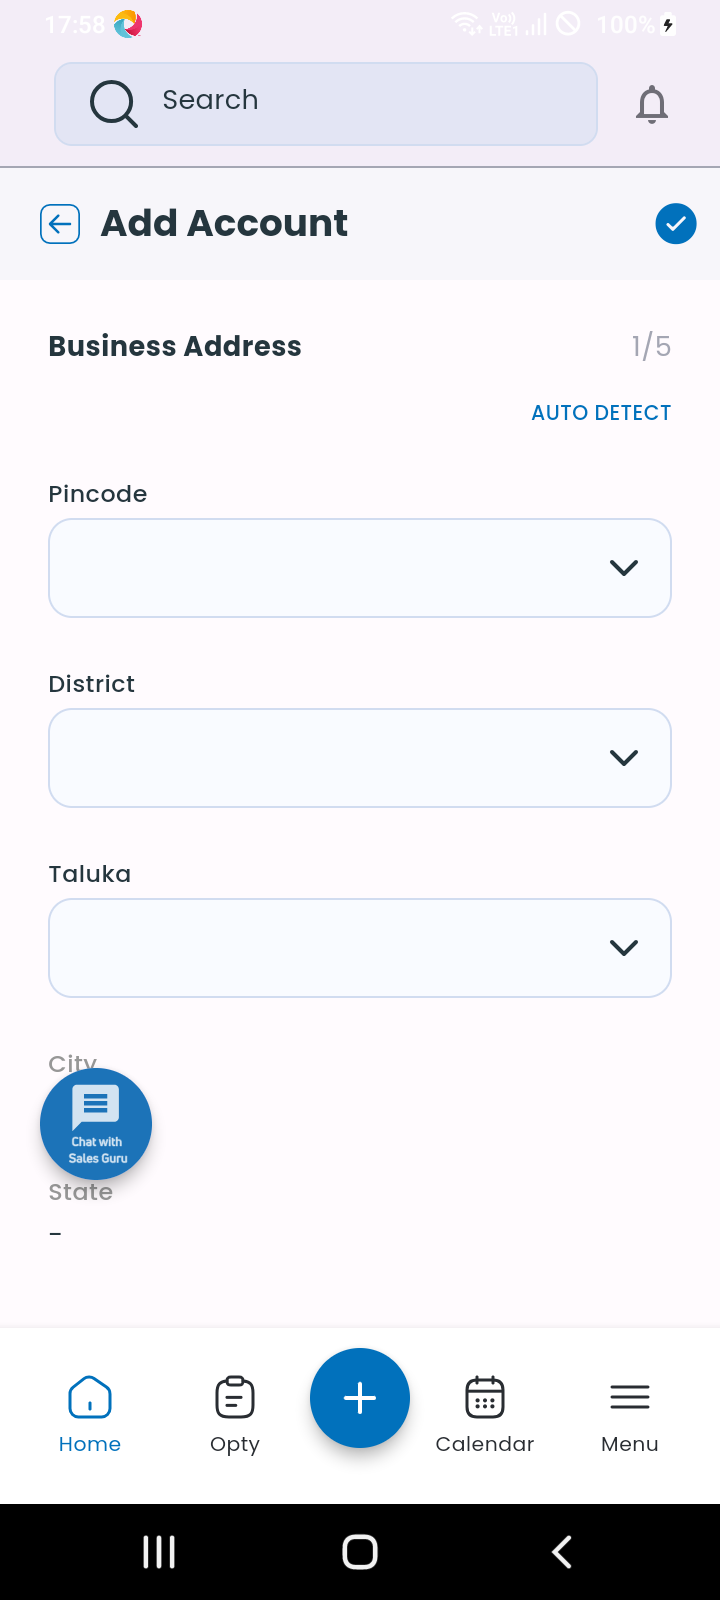 17:58
Vo))
LTE1
100%
Search
Add Account
Business Address
1/5
AUTO DETECT
Pincode
District
Taluka
City
Chat with
Sales Guru
State
-
Home
Opty
Calendar
Menu